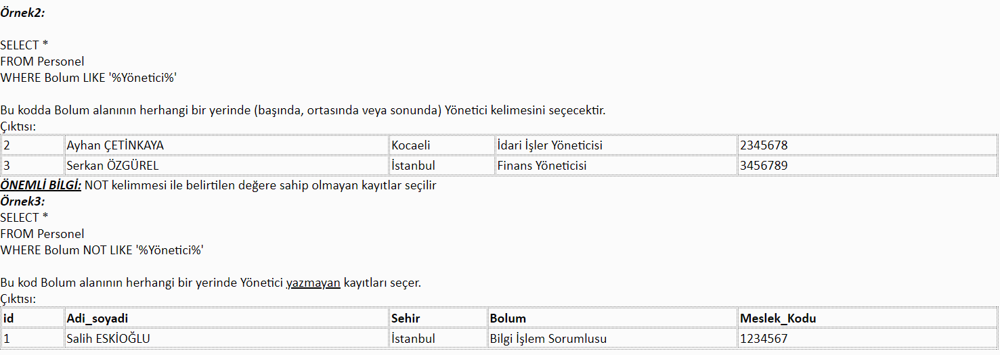 Örnek2:
SELECT *
FROM Personel
WHERE Bolum LIKE '%Yönetici%'
Bu kodda Bolum alanının herhangi bir yerinde (başında, ortasında veya sonunda) Yönetici kelimesini seçecektir.
Çıktısı:
2 Ayhan ÇETİNKAYA Kocaeli İdari İşler Yöneticisi 2345678
3 Serkan ÖZGÜREL İstanbul Finans Yöneticisi 3456789
ÖNEMLİ BİLGİ: NOT kelimmesi ile belirtilen değere sahip olmayan kayıtlar seçilir
Örnek3:
SELECT *
FROM Personel
WHERE Bolum NOT LIKE '%Yönetici%'
Bu kod Bolum alanının herhangi bir yerinde Yönetici yazmayan kayıtları seçer.
Çıktısı:
id Adi_soyadi Sehir Bolum Meslek_Kodu
1 Salih ESKİOĞLU İstanbul Bilgi İşlem Sorumlusu 1234567